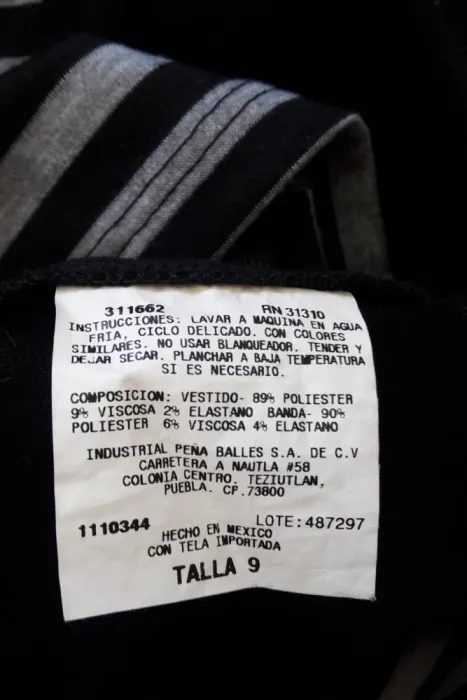 311662 RN 31310
INSTRUCCIONES: LAVAR A MAQUINA EN AGUA
FRIA, CICLO DELICADO. CON COLORES
SIMILARES. NO USAR BLANQUEADOR. TENDER Y
DEJAR SECAR. PLANCHAR A BAJA TEMPERATURA
SI ES NECESARIO.
COMPOSICION: VESTIDO- 89% POLIESTER
9% VISCOSA 2% ELASTANO BANDA- 90%
POLIESTER 6% VISCOSA 4% ELASTANO
INDUSTRIAL PEÑA BALLES S.A. DE C.V
CARRETERA A NAUTLA #58
COLONIA CENTRO. TEZIUTLAN,
PUEBLA. CP.73800
1110344 LOTE: 487297
HECHO EN MEXICO
CON TELA IMPORTADA
TALLA 9